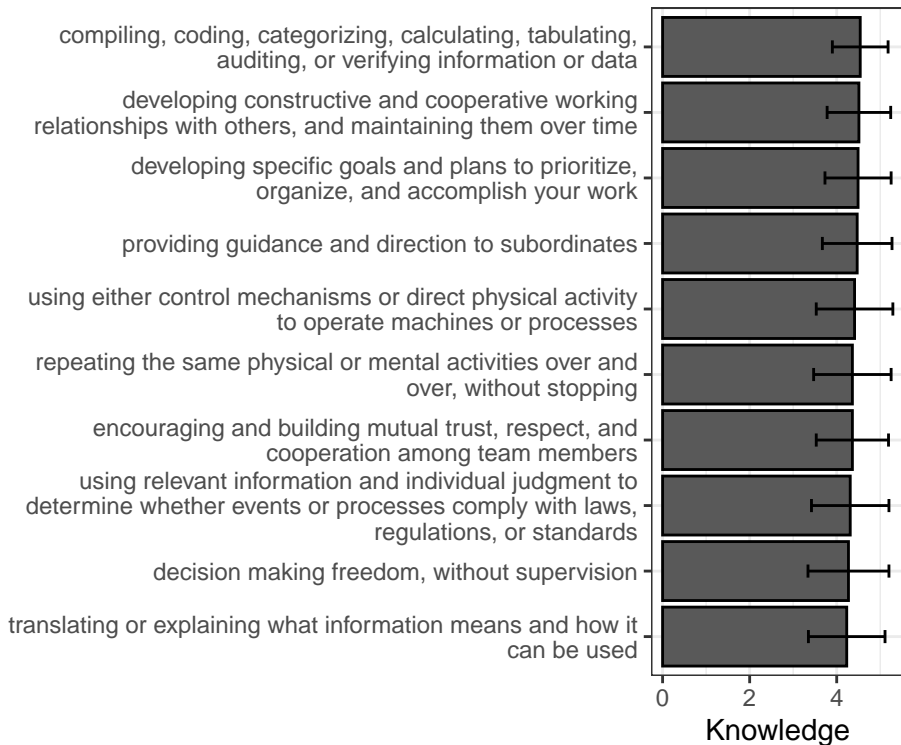 compiling, coding, categorizing, calculating, tabulating,
auditing, or verifying information or data
developing constructive and cooperative working
relationships with others, and maintaining them over time
developing specific goals and plans to prioritize,
organize, and accomplish your work
providing guidance and direction to subordinates
using either control mechanisms or direct physical activity
to operate machines or processes
repeating the same physical or mental activities over and
over, without stopping
encouraging and building mutual trust, respect, and
cooperation among team members
using relevant information and individual judgment to
determine whether events or processes comply with laws,
regulations, or standards
decision making freedom, without supervision
translating or explaining what information means and how it
can be used
0 2 4
Knowledge